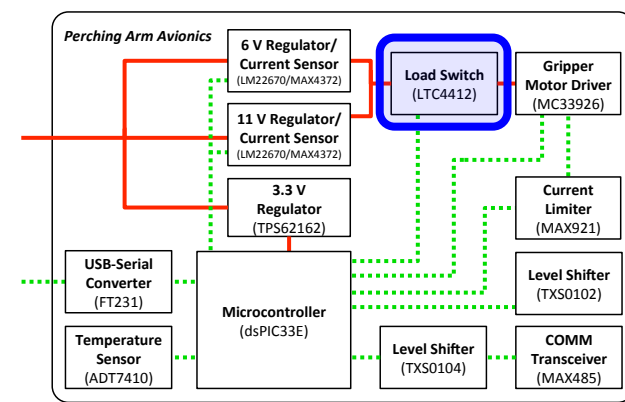 Perching Arm Avionics
6 V Regulator/
Current Sensor
(LM22670/MAX4372)
Load Switch
(LTC4412)
Gripper
Motor Driver
(MC33926)
11 V Regulator/
Current Sensor
(LM22670/MAX4372)
3.3 V
Regulator
(TPS62162)
Current
Limiter
(MAX921)
USB-Serial
Converter
(FT231)
Microcontroller
(dsPIC33E)
Level Shifter
(TXS0102)
Temperature
Sensor
(ADT7410)
Level Shifter
(TXS0104)
COMM
Transceiver
(MAX485)